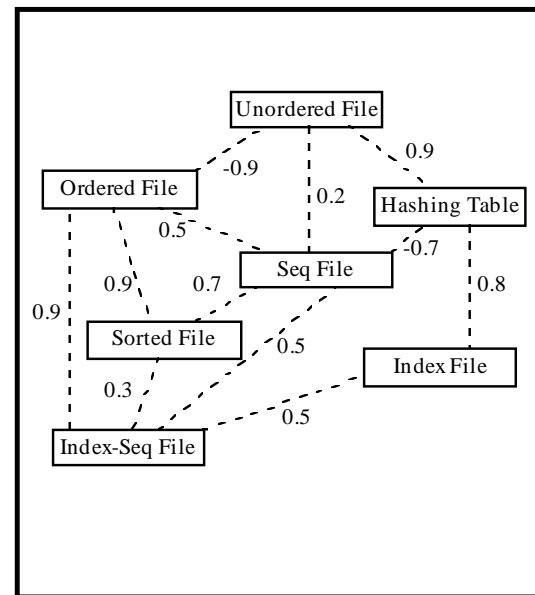 Unordered File
-0.9
0.9
Ordered File
0.2
Hashing Table
0.5
-0.7
Seq File
0.9
0.9
0.7
0.8
Sorted File
0.5
Index File
0.3
0.5
Index-Seq File